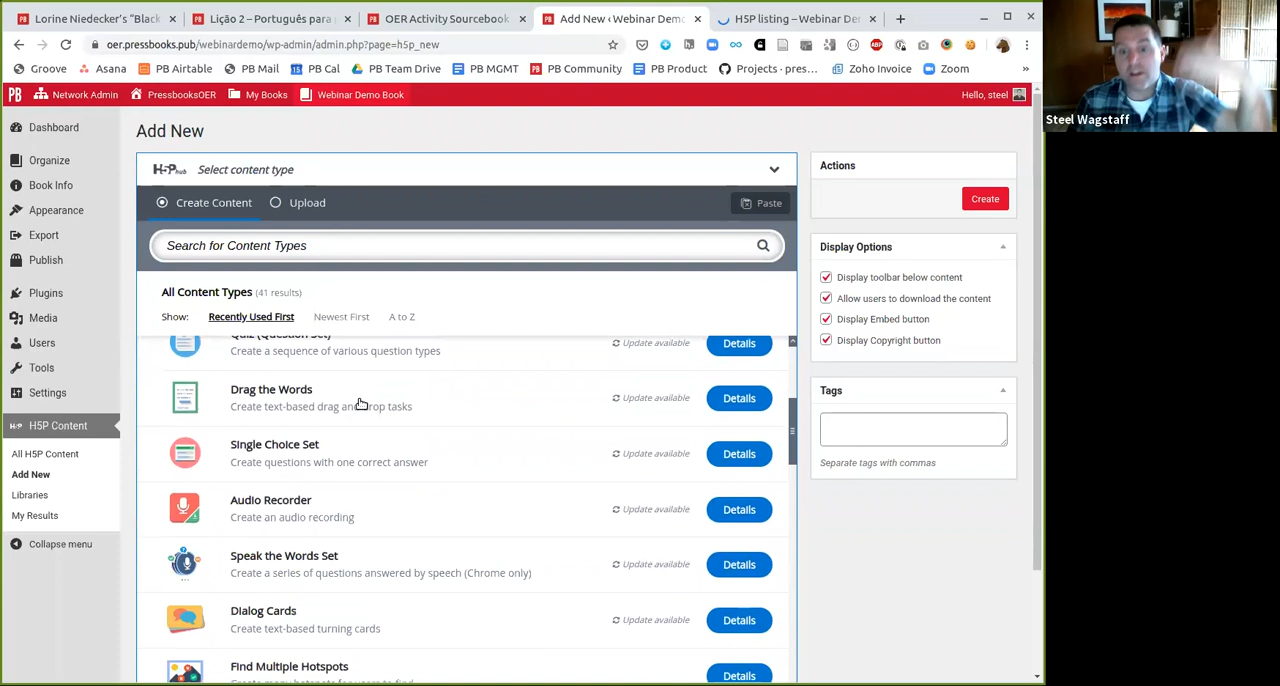 Lorine Niedecker's "Black
Lição 2 – Português para
OER Activity Sourcebook
Add New ‹ Webinar Demo
H5P listing – Webinar De
oer.pressbooks.pub/webinardemo/wp-admin/admin.php?page=h5p_new
Groove
Asana
PB Airtable
PB Mail
PB Cal
PB Team Drive
PB MGMT
PB Community
PB Product
Projects · pres...
Zoho Invoice
Zoom
»
PB
Network Admin
PressbooksOER
My Books
Webinar Demo Book
Hello, steel
Steel Wagstaff
Dashboard
Organize
Book Info
Appearance
Export
Publish
Plugins
Media
Users
Tools
Settings
H5P Content
All H5P Content
Add New
Libraries
My Results
Collapse menu
Add New
H5P hub Select content type
Create Content
Upload
Paste
Search for Content Types
All Content Types (41 results)
Show: Recently Used First Newest First A to Z
Quiz (Question Set)
Create a sequence of various question types
Update available
Details
Drag the Words
Create text-based drag and drop tasks
Update available
Details
Single Choice Set
Create questions with one correct answer
Update available
Details
Audio Recorder
Create an audio recording
Update available
Details
Speak the Words Set
Create a series of questions answered by speech (Chrome only)
Update available
Details
Dialog Cards
Create text-based turning cards
Update available
Details
Find Multiple Hotspots
Update available
Details
Actions
Create
Display Options
Display toolbar below content
Allow users to download the content
Display Embed button
Display Copyright button
Tags
Separate tags with commas